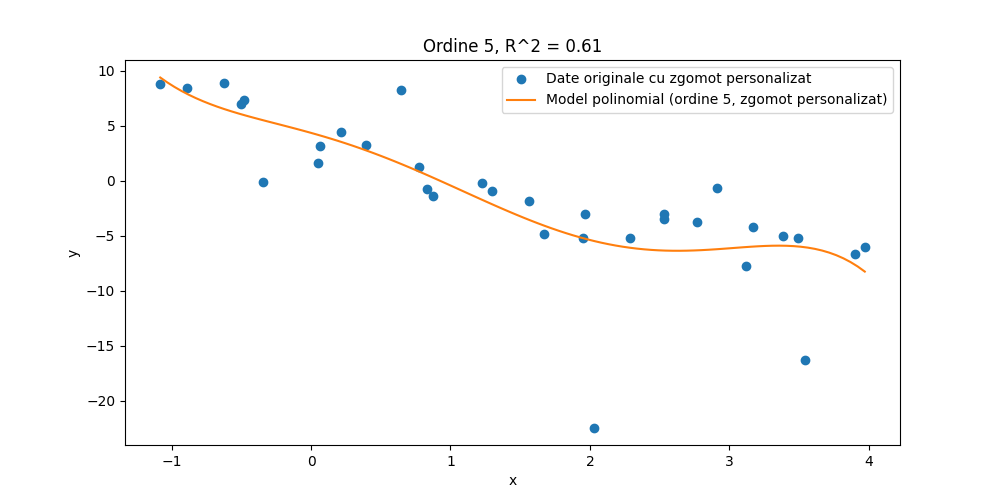 Ordine 5, R^2 = 0.61
Date originale cu zgomot personalizat
Model polinomial (ordine 5, zgomot personalizat)
10
5
0
−5
−10
−15
−20
y
−1
0
1
2
3
4
x